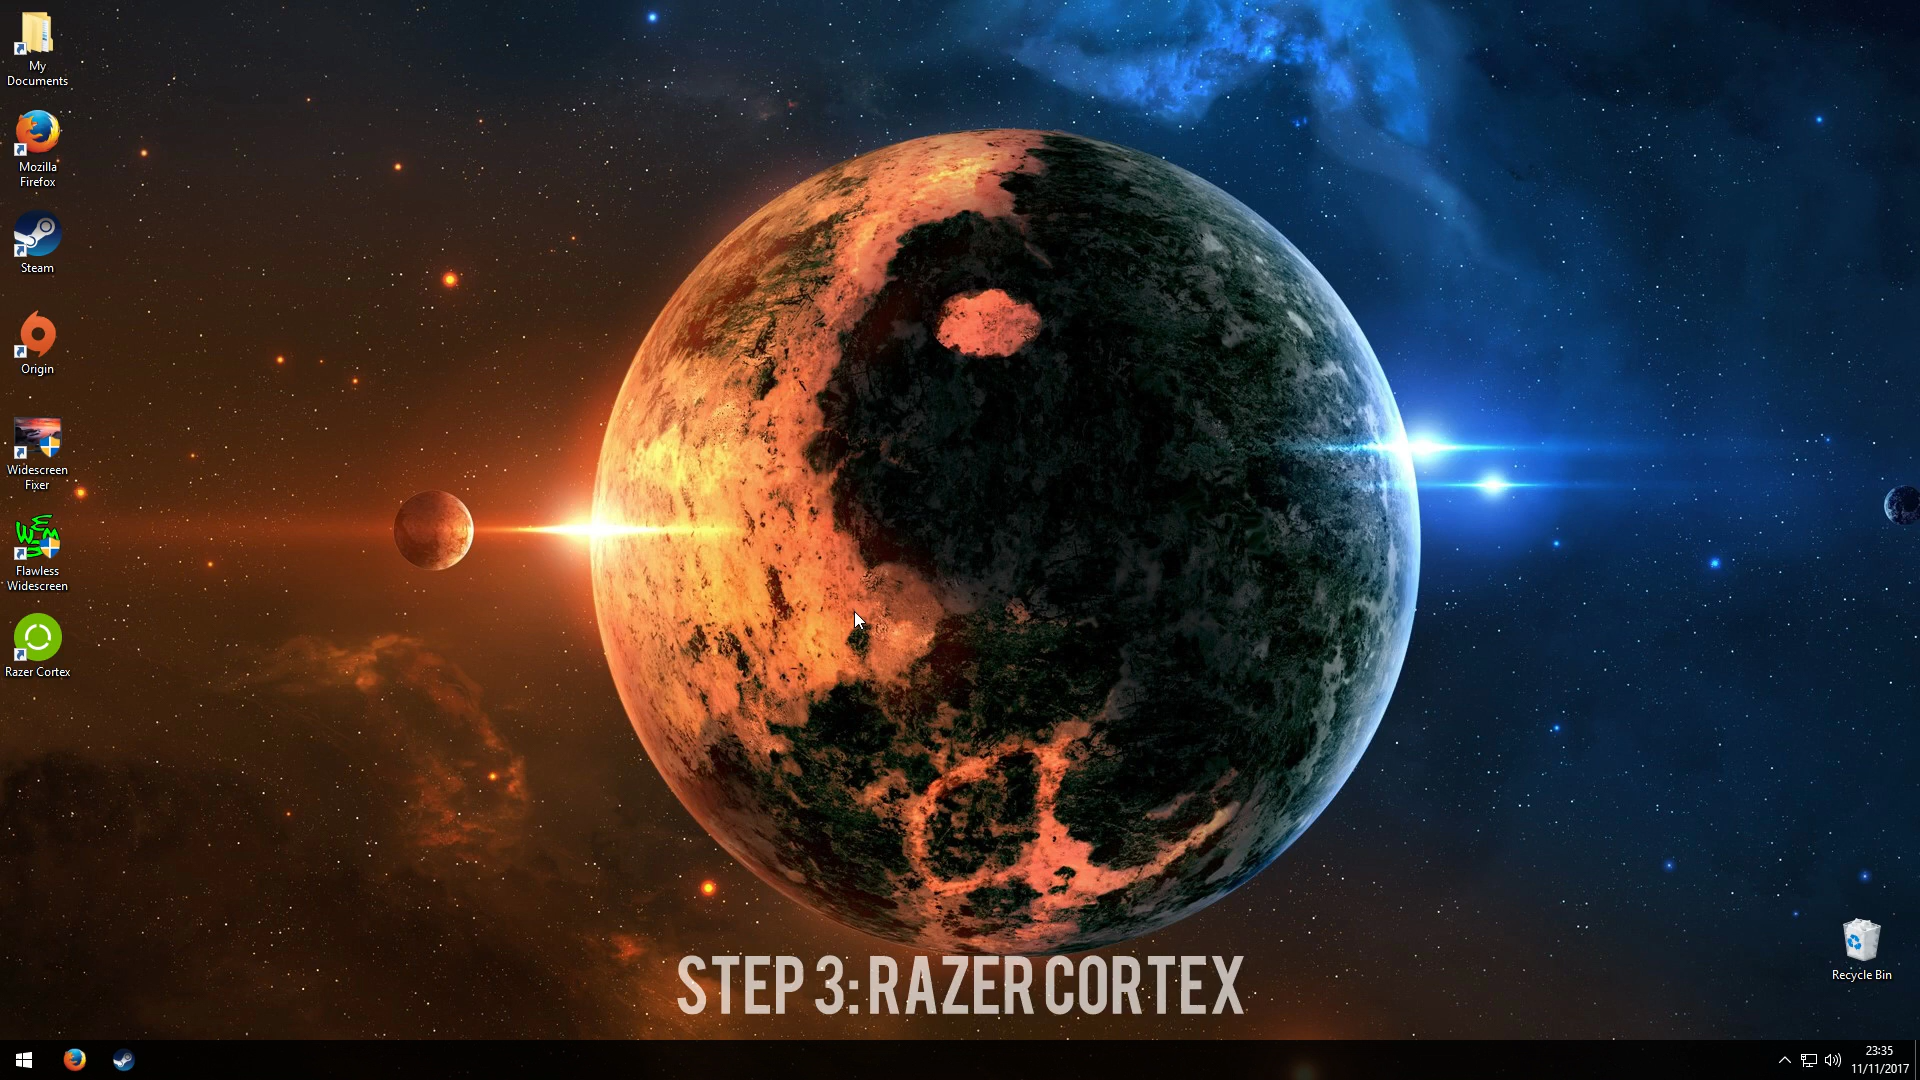 My
Documents
Mozilla
Firefox
Steam
Origin
Widescreen
Fixer
Flawless
Widescreen
Razer Cortex
Recycle Bin
STEP 3: RAZER CORTEX
23:35
11/11/2017